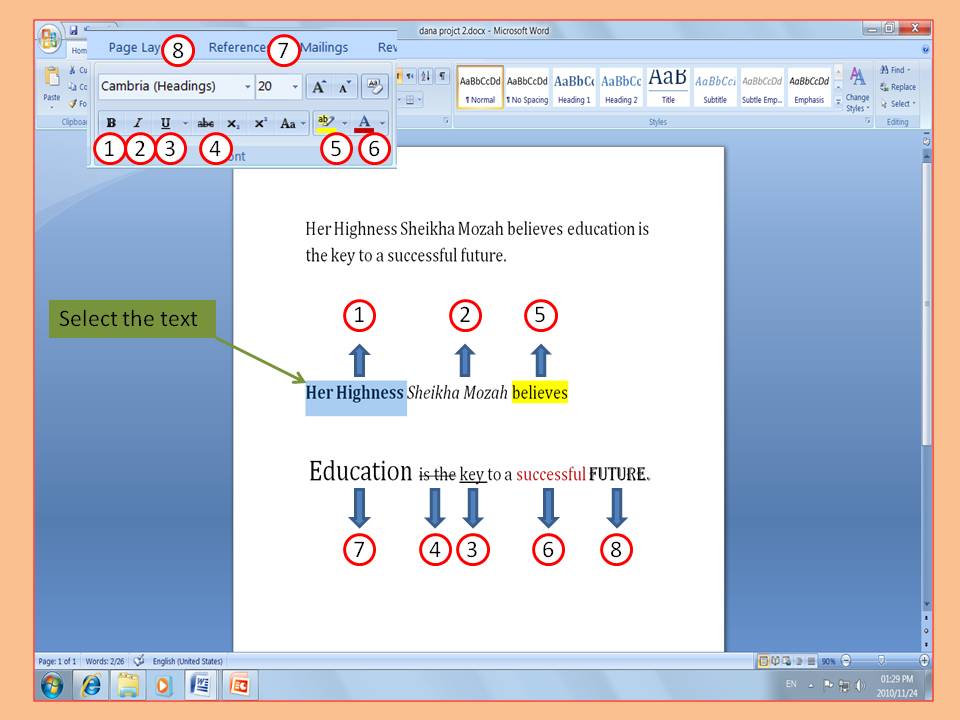 dana projct 2.docx - Microsoft Word
Page Lay 8 Reference 7 Mailings Rev
Cambria (Headings) 20 A A
B I U abc X₂ X² Aa ab A
1 2 3 4 ont 5 6
Paste
Clipboa
AaBbCcDd AaBbCcDd AaBbC AaBbCc AaB AaBbCcI AaBbCcDd AaBbCcDd
¶ Normal ¶ No Spacing Heading 1 Heading 2 Title Subtitle Subtle Emp... Emphasis
Change Styles
Styles
Find
Replace
Select
Editing
Her Highness Sheikha Mozah believes education is
the key to a successful future.
Select the text
1 2 5
Her Highness Sheikha Mozah believes
Education is the key to a successful FUTURE.
7 4 3 6 8
Page: 1 of 1 Words: 2/26 English (United States) 90%
EN 01:29 PM
2010/11/24